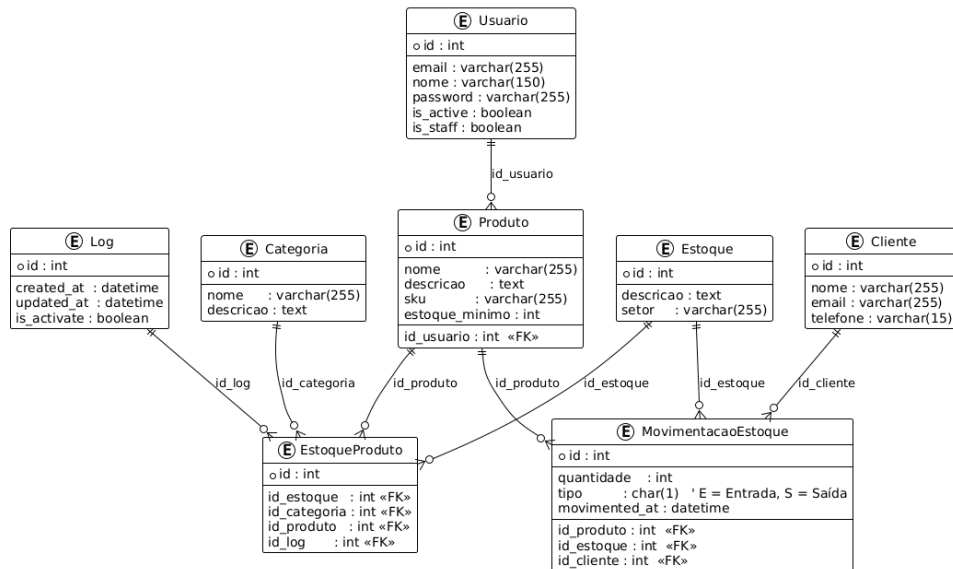 E Usuario
id : int
email : varchar(255)
nome : varchar(150)
password : varchar(255)
is_active : boolean
is_staff : boolean
id_usuario
E Log
id : int
created_at : datetime
updated_at : datetime
is_activate : boolean
E Categoria
id : int
nome : varchar(255)
descricao : text
E Produto
id : int
nome : varchar(255)
descricao : text
sku : varchar(255)
estoque_minimo : int
id_usuario : int «FK»
E Estoque
id : int
descricao : text
setor : varchar(255)
E Cliente
id : int
nome : varchar(255)
email : varchar(255)
telefone : varchar(15)
id_log
id_categoria
id_produto
id_produto
id_estoque
id_estoque
id_cliente
E EstoqueProduto
id : int
id_estoque : int «FK»
id_categoria : int «FK»
id_produto : int «FK»
id_log : int «FK»
E MovimentacaoEstoque
id : int
quantidade : int
tipo : char(1) ' E = Entrada, S = Saída
movimented_at : datetime
id_produto : int «FK»
id_estoque : int «FK»
id_cliente : int «FK»